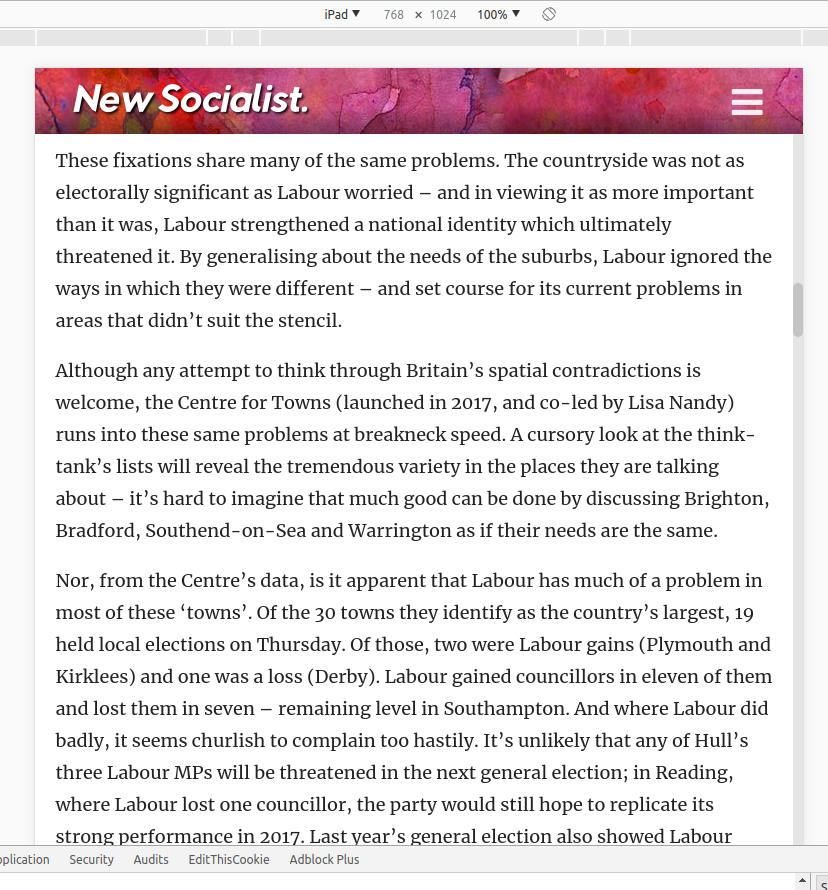 iPad ▼ 768 × 1024 100% ▼
New Socialist.
These fixations share many of the same problems. The countryside was not as
electorally significant as Labour worried – and in viewing it as more important
than it was, Labour strengthened a national identity which ultimately
threatened it. By generalising about the needs of the suburbs, Labour ignored the
ways in which they were different – and set course for its current problems in
areas that didn’t suit the stencil.
Although any attempt to think through Britain’s spatial contradictions is
welcome, the Centre for Towns (launched in 2017, and co-led by Lisa Nandy)
runs into these same problems at breakneck speed. A cursory look at the think-
tank’s lists will reveal the tremendous variety in the places they are talking
about – it’s hard to imagine that much good can be done by discussing Brighton,
Bradford, Southend-on-Sea and Warrington as if their needs are the same.
Nor, from the Centre’s data, is it apparent that Labour has much of a problem in
most of these ‘towns’. Of the 30 towns they identify as the country’s largest, 19
held local elections on Thursday. Of those, two were Labour gains (Plymouth and
Kirklees) and one was a loss (Derby). Labour gained councillors in eleven of them
and lost them in seven – remaining level in Southampton. And where Labour did
badly, it seems churlish to complain too hastily. It’s unlikely that any of Hull’s
three Labour MPs will be threatened in the next general election; in Reading,
where Labour lost one councillor, the party would still hope to replicate its
strong performance in 2017. Last year’s general election also showed Labour
plication Security Audits EditThisCookie Adblock Plus